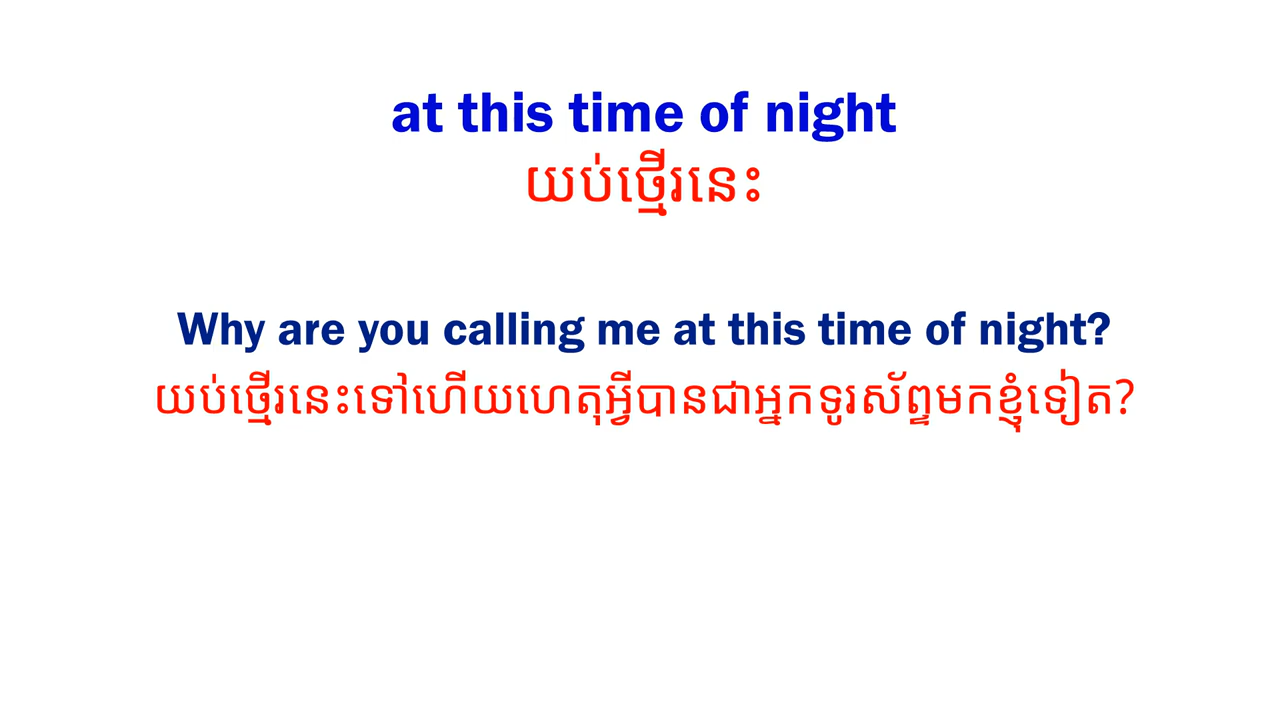 at this time of night
យប់ថ្មើរនេះ
Why are you calling me at this time of night?
យប់ថ្មើរនេះទៅហើយហេតុអ្វីបានជាអ្នកទូរស័ព្ទមកខ្ញុំទៀត?